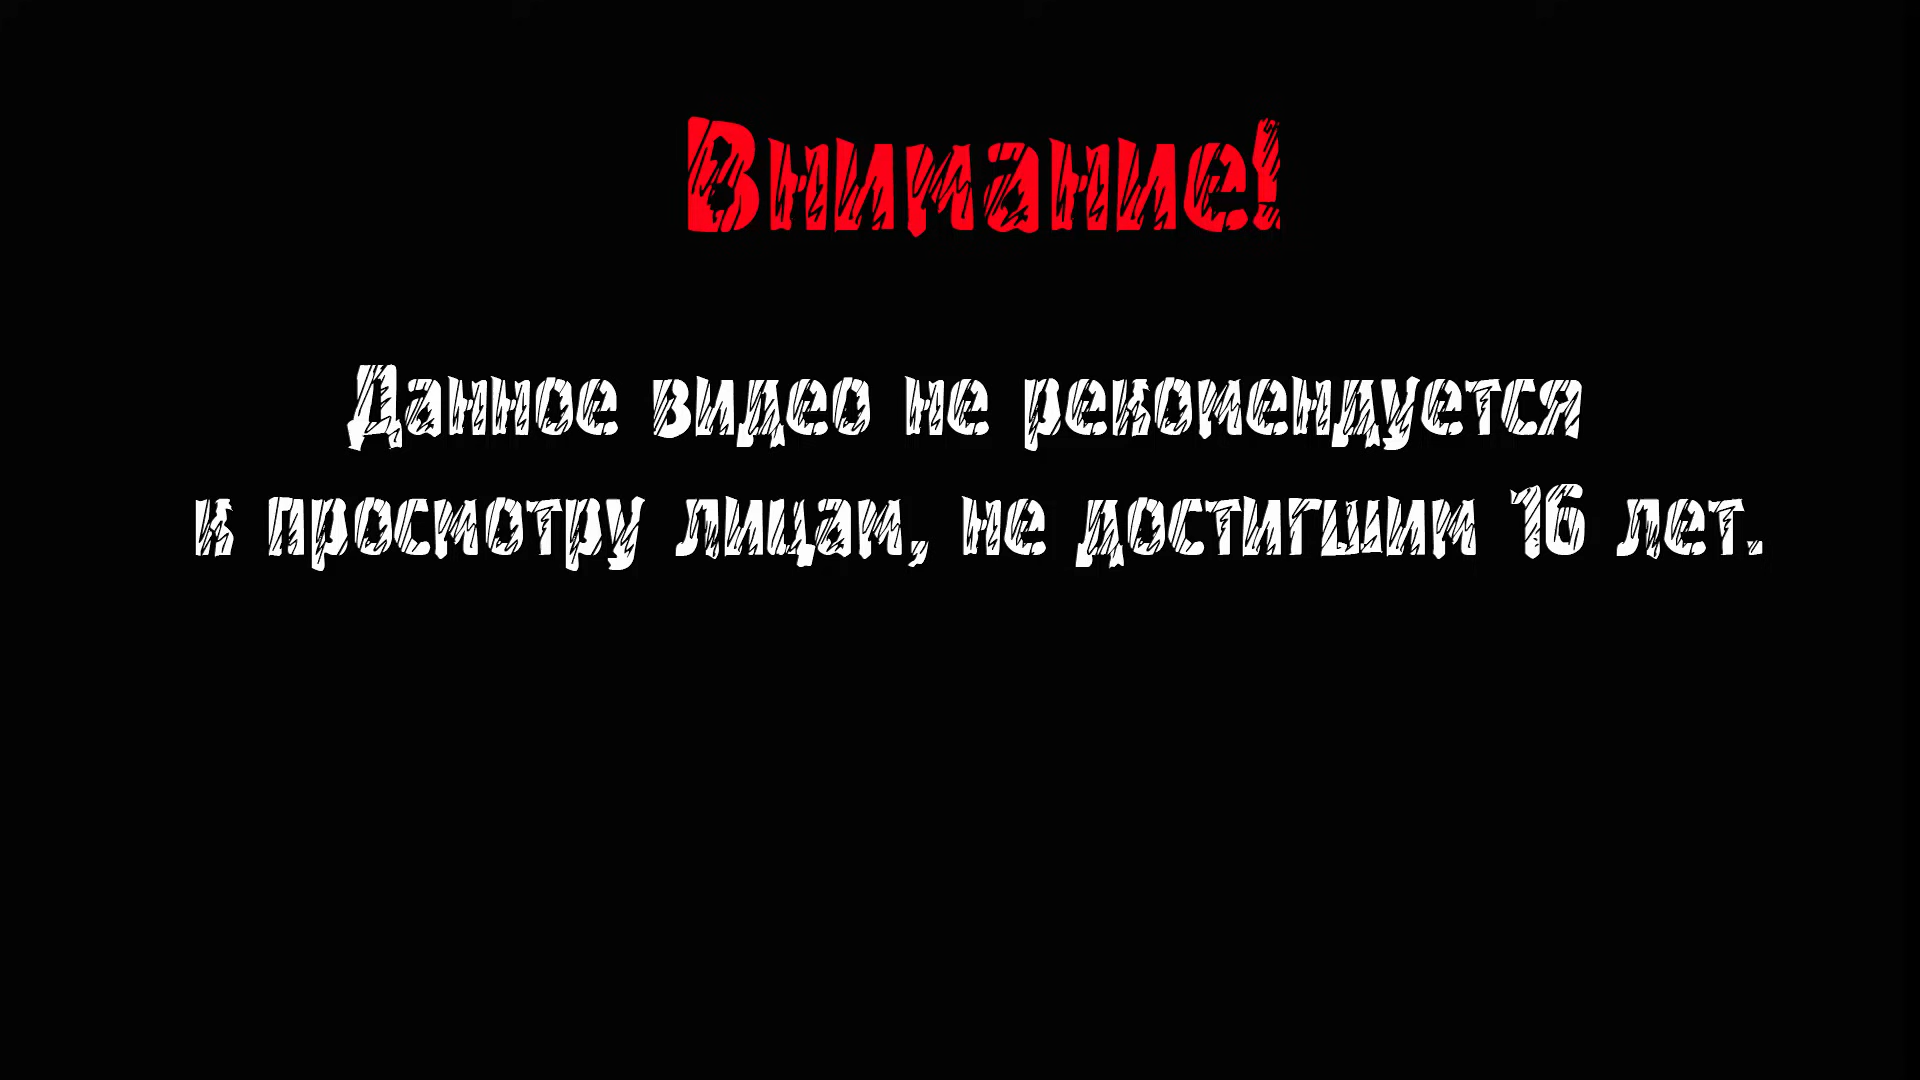 Внимание!
Данное видео не рекомендуется
к просмотру лицам, не достигшим 16 лет.